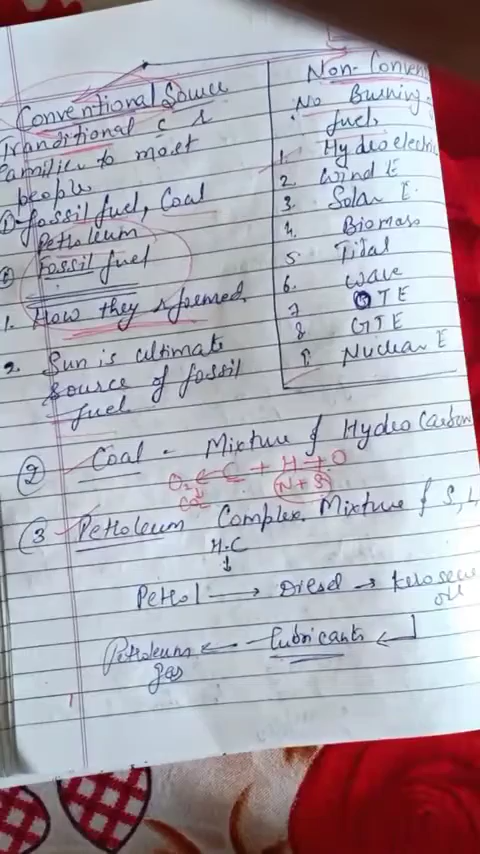 Conventional Source
Tranditional c s
familier to most
people
① fossil fuel, Coal
Petroleum
Fossil fuel
1. How they r formed.
2. Sun is ultimate
source of fossil
fuel
Non-Conven
No Burning
fuel,
1. Hydroelectric
2. Wind E
3. Solar E.
4. Biomass
5. Tidal
6. Wave
7 OTE
8 GTE
9. Nuclear E
② Coal - Mixture of Hydro Carbon
O2 ← C + H → O
N + S
③ Petroleum Complex Mixture of S, L
H.C
↓
Petrol → Diesel → kerosene
oil
Petroleum ← Lubricants ←
gas